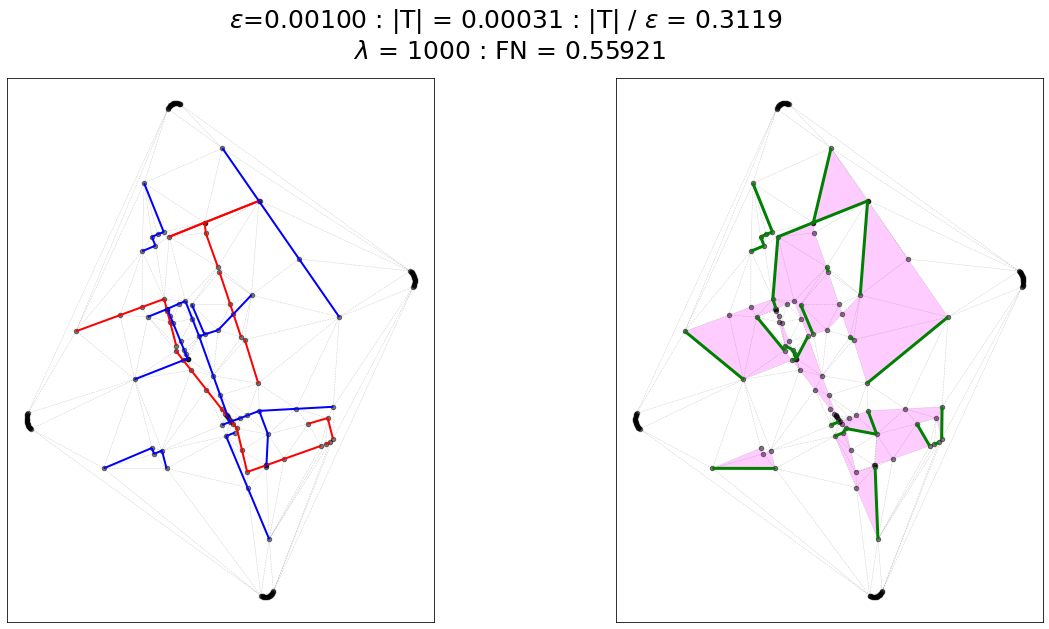 ε=0.00100 : |T| = 0.00031 : |T| / ε = 0.3119
λ = 1000 : FN = 0.55921